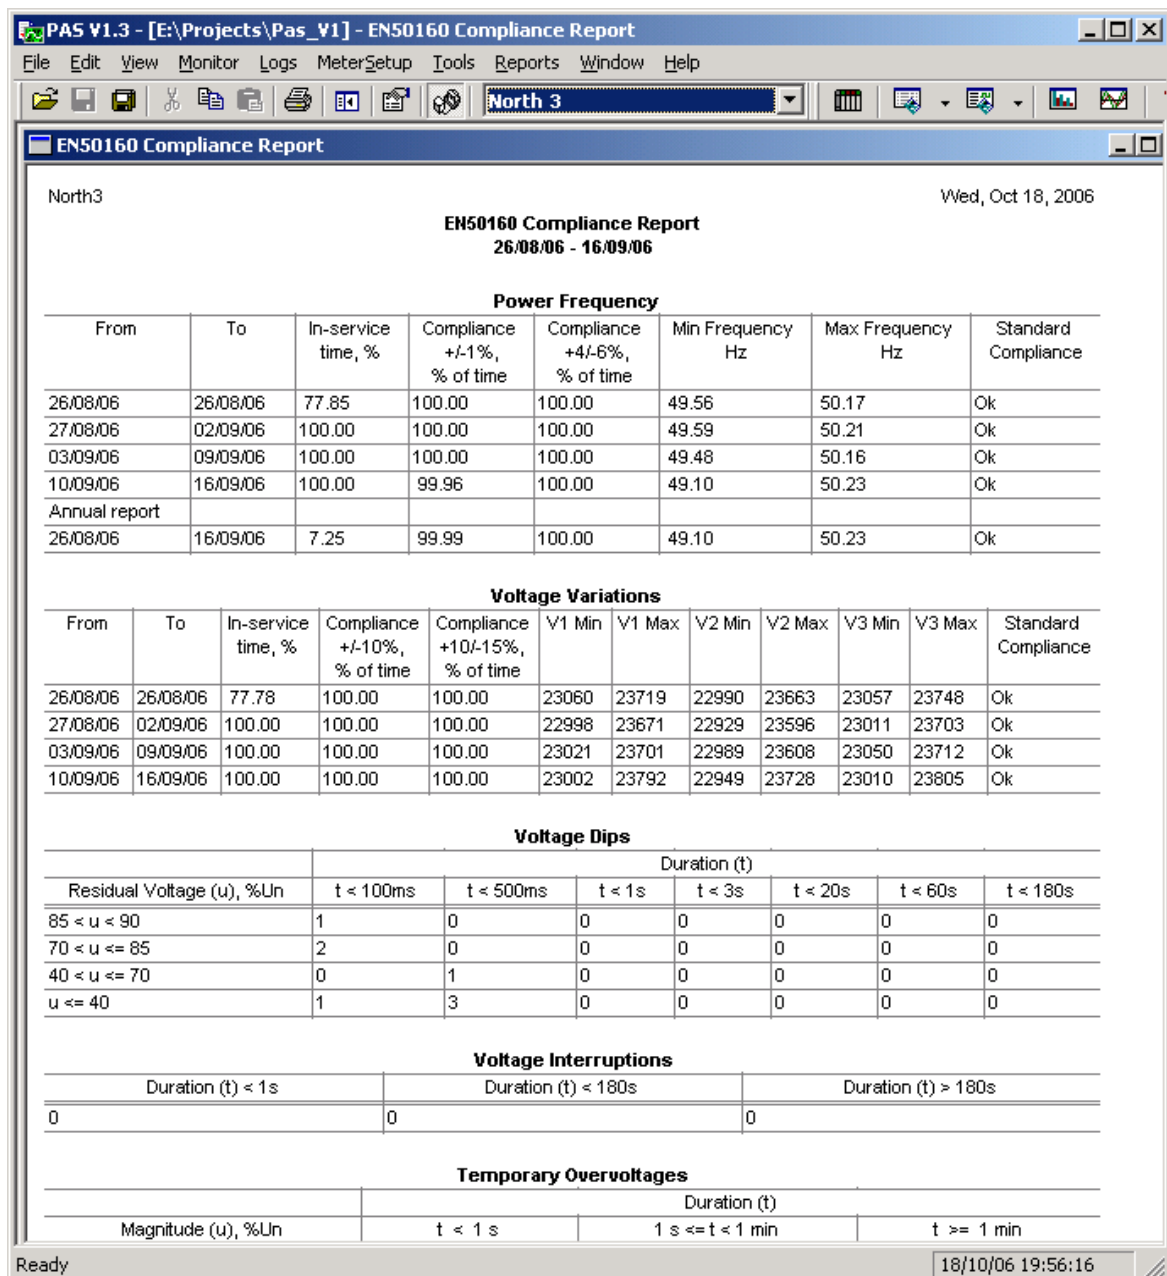 PAS V1.3 - [E:\Projects\Pas_V1] - EN50160 Compliance Report
File Edit View Monitor Logs MeterSetup Tools Reports Window Help
North 3
EN50160 Compliance Report
North3 Wed, Oct 18, 2006
EN50160 Compliance Report
26/08/06 - 16/09/06
Power Frequency
From To In-service Compliance Compliance Min Frequency Max Frequency Standard
time, % +/-1%, +4/-6%, Hz Hz Compliance
% of time % of time
26/08/06 26/08/06 77.85 100.00 100.00 49.56 50.17 Ok
27/08/06 02/09/06 100.00 100.00 100.00 49.59 50.21 Ok
03/09/06 09/09/06 100.00 100.00 100.00 49.48 50.16 Ok
10/09/06 16/09/06 100.00 99.96 100.00 49.10 50.23 Ok
Annual report
26/08/06 16/09/06 7.25 99.99 100.00 49.10 50.23 Ok
Voltage Variations
From To In-service Compliance Compliance V1 Min V1 Max V2 Min V2 Max V3 Min V3 Max Standard
time, % +/-10%, +10/-15%, Compliance
% of time % of time
26/08/06 26/08/06 77.78 100.00 100.00 23060 23719 22990 23663 23057 23748 Ok
27/08/06 02/09/06 100.00 100.00 100.00 22998 23671 22929 23596 23011 23703 Ok
03/09/06 09/09/06 100.00 100.00 100.00 23021 23701 22989 23608 23050 23712 Ok
10/09/06 16/09/06 100.00 100.00 100.00 23002 23792 22949 23728 23010 23805 Ok
Voltage Dips
Duration (t)
Residual Voltage (u), %Un t < 100ms t < 500ms t < 1s t < 3s t < 20s t < 60s t < 180s
85 < u < 90 1 0 0 0 0 0 0
70 < u <= 85 2 0 0 0 0 0 0
40 < u <= 70 0 1 0 0 0 0 0
u <= 40 1 3 0 0 0 0 0
Voltage Interruptions
Duration (t) < 1s Duration (t) < 180s Duration (t) > 180s
0 0 0
Temporary Overvoltages
Duration (t)
Magnitude (u), %Un t < 1 s 1 s <= t < 1 min t >= 1 min
Ready 18/10/06 19:56:16